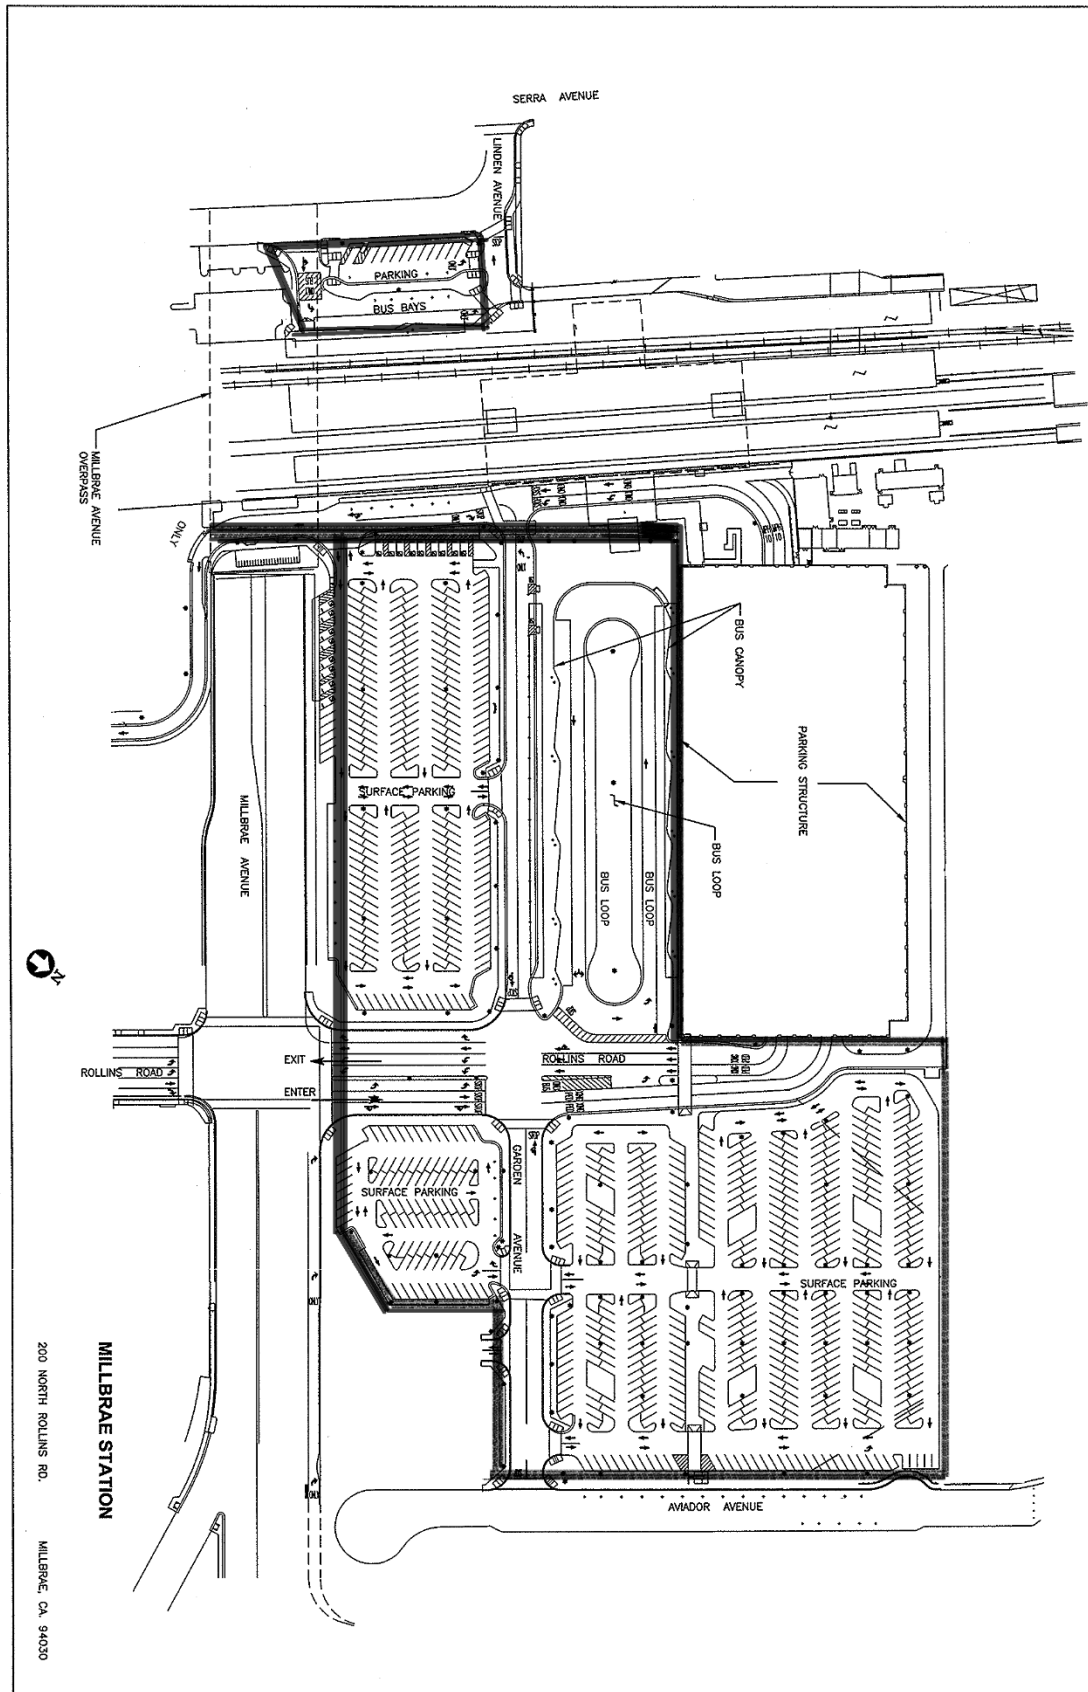 SERRA AVENUE
LINDEN AVENUE
PARKING
BUS BAYS
MILLBRAE AVENUE
OVERPASS
ONLY
BUS CANOPY
PARKING STRUCTURE
SURFACE PARKING
BUS LOOP
BUS LOOP
BUS LOOP
MILLBRAE AVENUE
N
EXIT
ROLLINS ROAD
ROLLINS ROAD
ENTER
GARDEN AVENUE
SURFACE PARKING
SURFACE PARKING
AVIADOR AVENUE
MILLBRAE STATION
200 NORTH ROLLINS RD. MILLBRAE, CA. 94030